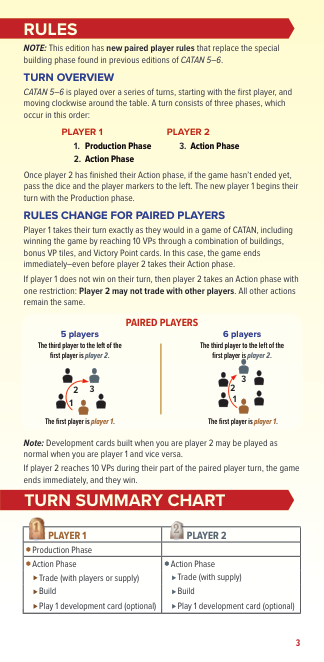 RULES
NOTE: This edition has new paired player rules that replace the special
building phase found in previous editions of CATAN 5–6.
TURN OVERVIEW
CATAN 5–6 is played over a series of turns, starting with the first player, and
moving clockwise around the table. A turn consists of three phases, which
occur in this order:
PLAYER 1 PLAYER 2
1. Production Phase 3. Action Phase
2. Action Phase
Once player 2 has finished their Action phase, if the game hasn't ended yet,
pass the dice and the player markers to the left. The new player 1 begins their
turn with the Production phase.
RULES CHANGE FOR PAIRED PLAYERS
Player 1 takes their turn exactly as they would in a game of CATAN, including
winning the game by reaching 10 VPs through a combination of buildings,
bonus VP tiles, and Victory Point cards. In this case, the game ends
immediately–even before player 2 takes their Action phase.
If player 1 does not win on their turn, then player 2 takes an Action phase with
one restriction: Player 2 may not trade with other players. All other actions
remain the same.
PAIRED PLAYERS
5 players
The third player to the left of the
first player is player 2.
1
2
3
The first player is player 1.
6 players
The third player to the left of the
first player is player 2.
1
2
3
The first player is player 1.
Note: Development cards built when you are player 2 may be played as
normal when you are player 1 and vice versa.
If player 2 reaches 10 VPs during their part of the paired player turn, the game
ends immediately, and they win.
TURN SUMMARY CHART
1 PLAYER 1 2 PLAYER 2
• Production Phase
• Action Phase • Action Phase
▸ Trade (with players or supply) ▸ Trade (with supply)
▸ Build ▸ Build
▸ Play 1 development card (optional) ▸ Play 1 development card (optional)
3